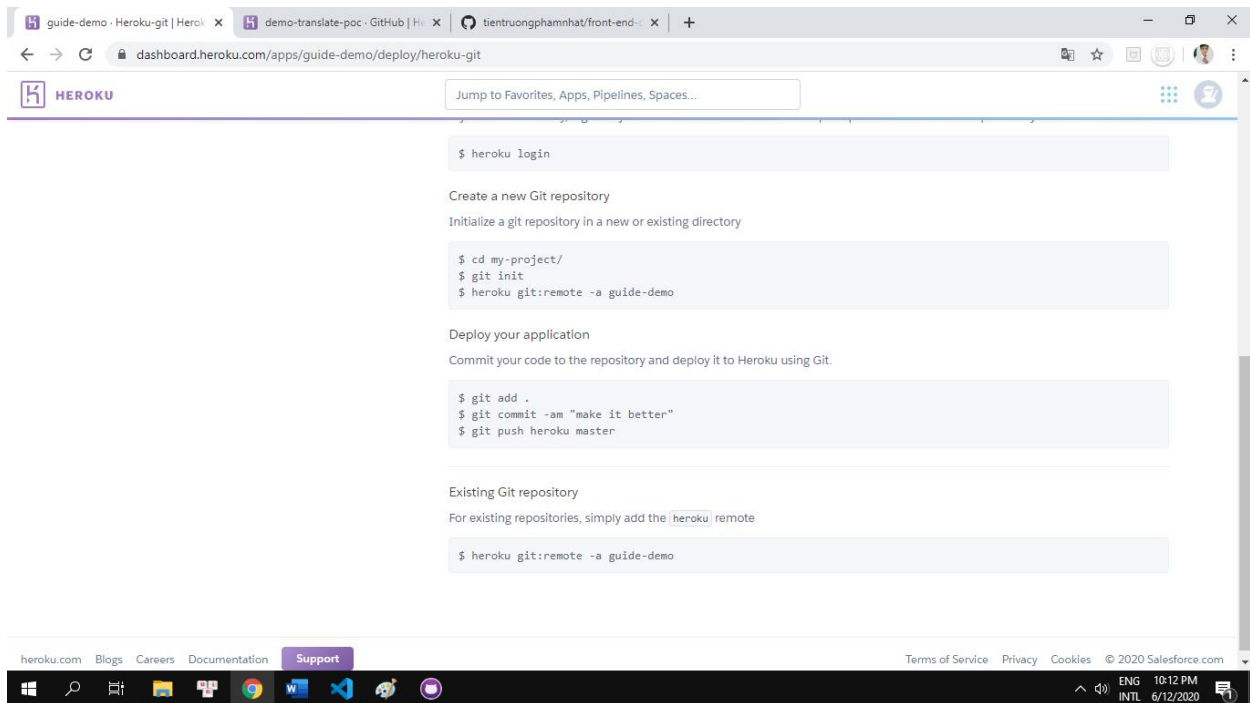 guide-demo · Heroku-git | Herok
demo-translate-poc · GitHub | He
tientruongphamnhat/front-end-
dashboard.heroku.com/apps/guide-demo/deploy/heroku-git
HEROKU
Jump to Favorites, Apps, Pipelines, Spaces...
$ heroku login
Create a new Git repository
Initialize a git repository in a new or existing directory
$ cd my-project/
$ git init
$ heroku git:remote -a guide-demo
Deploy your application
Commit your code to the repository and deploy it to Heroku using Git.
$ git add .
$ git commit -am "make it better"
$ git push heroku master
Existing Git repository
For existing repositories, simply add the heroku remote
$ heroku git:remote -a guide-demo
heroku.com Blogs Careers Documentation Support
Terms of Service Privacy Cookies © 2020 Salesforce.com
ENG 10:12 PM
INTL 6/12/2020